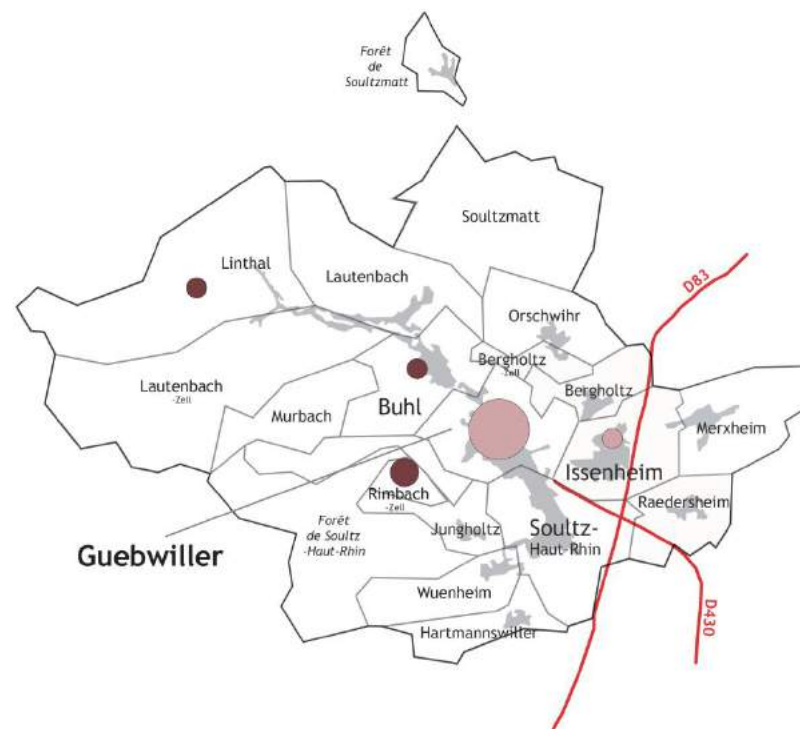 Forêt
de
Soultzmatt
Soultzmatt
Linthal
Lautenbach
Orschwihr
Bergholtz
-Zell
Lautenbach
-Zell
Bergholtz
Murbach
Buhl
Merxheim
Issenheim
Rimbach
-Zell
Raedersheim
Forêt
de Soultz
-Haut-Rhin
Jungholtz
Soultz-
Haut-Rhin
Guebwiller
Wuenheim
Hartmannswiller
D83
D430